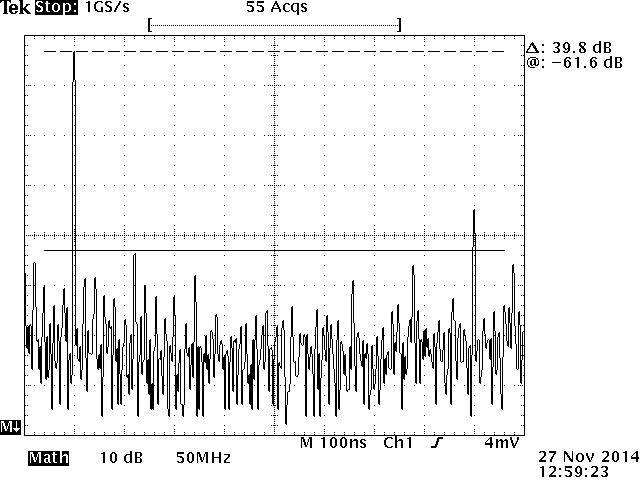 Tek Stop: 1GS/s 55 Acqs
Δ: 39.8 dB
@: −61.6 dB
M↓
M 100ns Ch1 ƒ 4mV
Math 10 dB 50MHz
27 Nov 2014
12:59:23